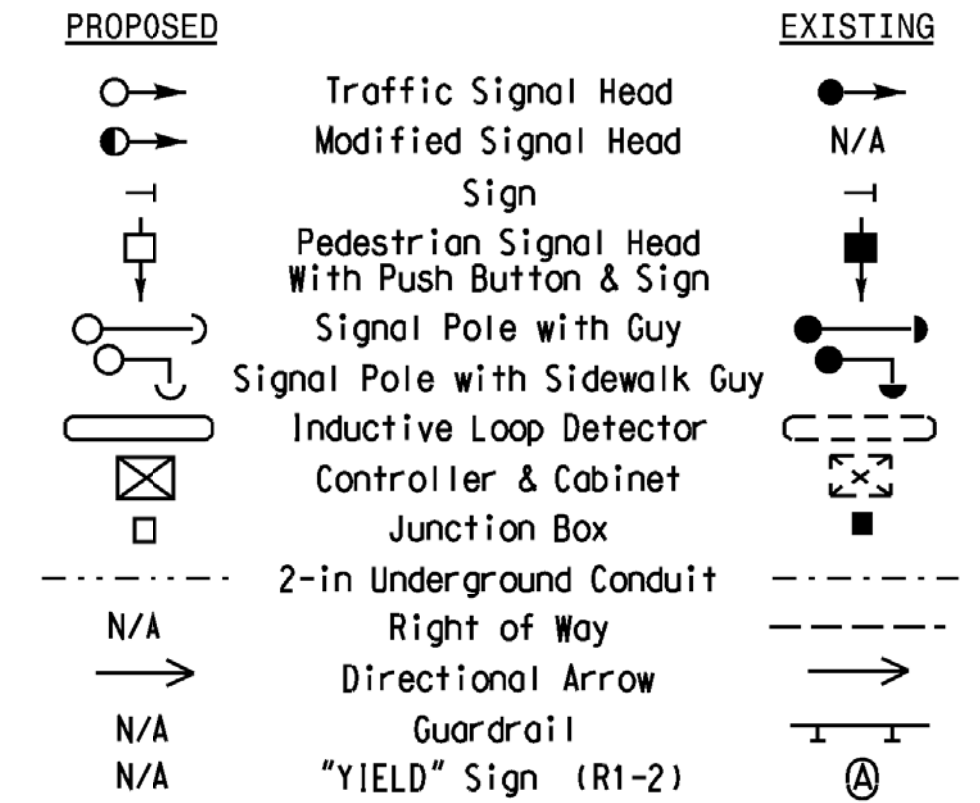 PROPOSED EXISTING
Traffic Signal Head
Modified Signal Head N/A
Sign
Pedestrian Signal Head
With Push Button & Sign
Signal Pole with Guy
Signal Pole with Sidewalk Guy
Inductive Loop Detector
Controller & Cabinet
Junction Box
2-in Underground Conduit
N/A Right of Way
Directional Arrow
N/A Guardrail
N/A "YIELD" Sign (R1-2) A